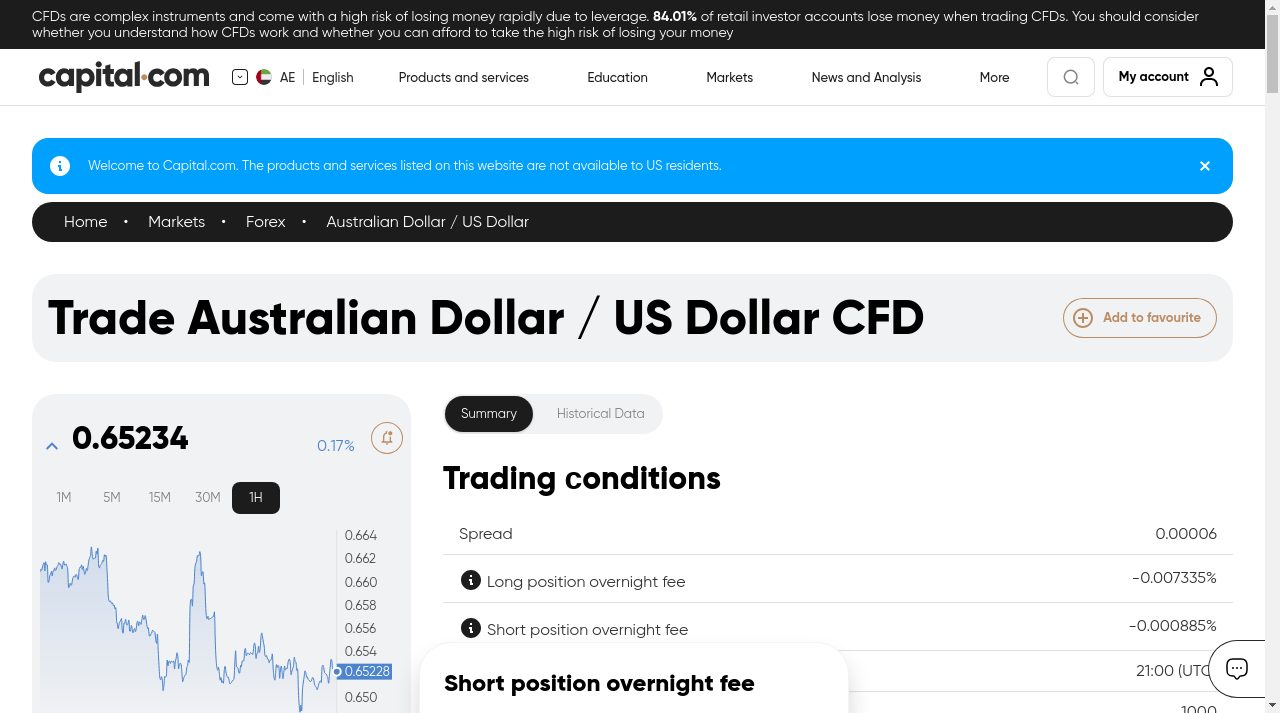 CFDs are complex instruments and come with a high risk of losing money rapidly due to leverage. 84.01% of retail investor accounts lose money when trading CFDs. You should consider
whether you understand how CFDs work and whether you can afford to take the high risk of losing your money
capital.com
AE English
Products and services
Education
Markets
News and Analysis
More
My account
Welcome to Capital.com. The products and services listed on this website are not available to US residents.
Home • Markets • Forex • Australian Dollar / US Dollar
Trade Australian Dollar / US Dollar CFD
Add to favourite
0.65234
0.17%
1M 5M 15M 30M 1H
0.664
0.662
0.660
0.658
0.656
0.654
0.65228
0.650
Summary Historical Data
Trading conditions
Spread 0.00006
Long position overnight fee -0.007335%
Short position overnight fee -0.000885%
21:00 (UTC
1000
Short position overnight fee